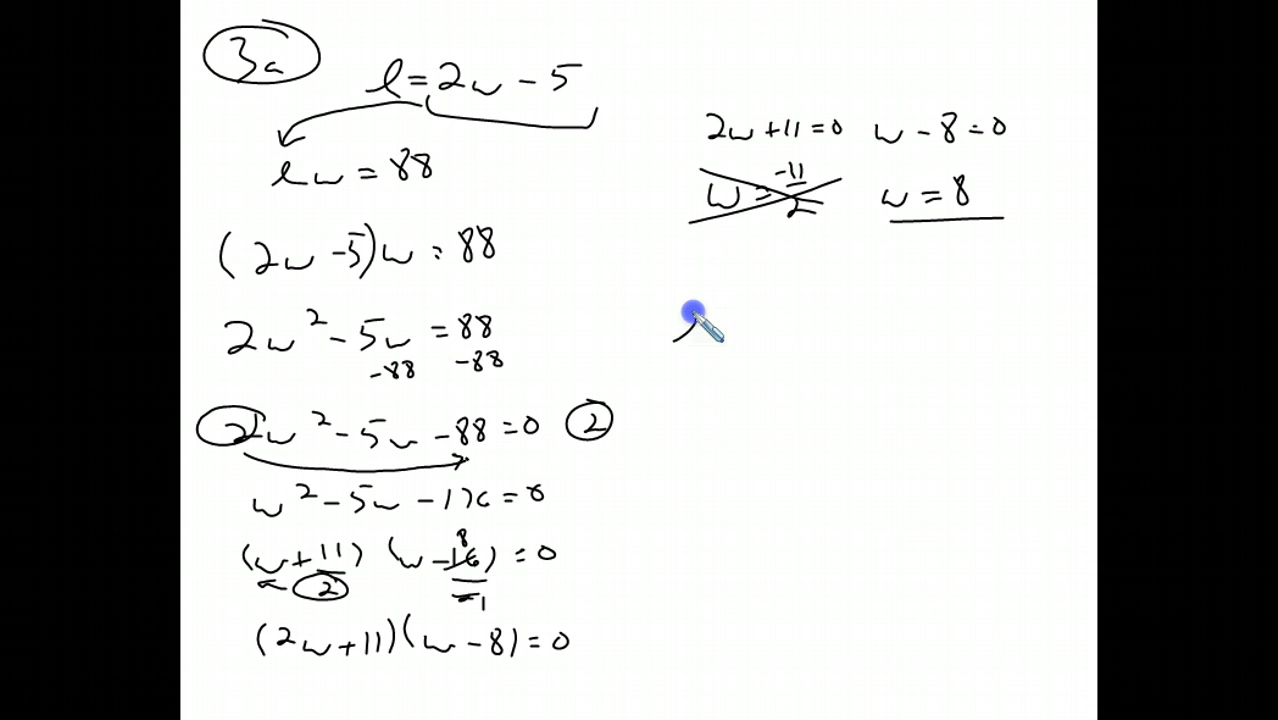 3a
l = 2w - 5
lw = 88
(2w - 5)w = 88
2w² - 5w = 88
-88 -88
2w² - 5w - 88 = 0 2
w² - 5w - 176 = 0
(w + 11) (w - 16) = 0
2 8 1
(2w + 11)(w - 8) = 0
2w + 11 = 0 w - 8 = 0
w = -11/2 w = 8